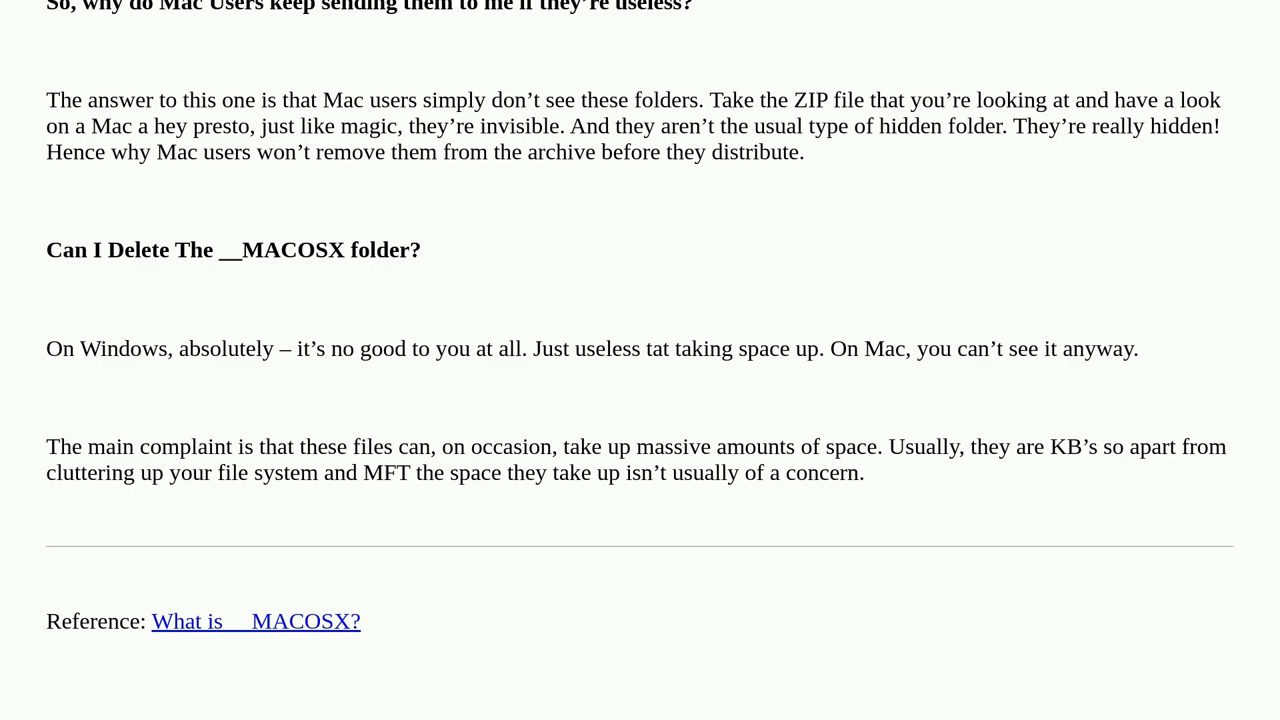 So, why do Mac Users keep sending them to me if they’re useless?
The answer to this one is that Mac users simply don’t see these folders. Take the ZIP file that you’re looking at and have a look
on a Mac a hey presto, just like magic, they’re invisible. And they aren’t the usual type of hidden folder. They’re really hidden!
Hence why Mac users won’t remove them from the archive before they distribute.
Can I Delete The __MACOSX folder?
On Windows, absolutely – it’s no good to you at all. Just useless tat taking space up. On Mac, you can’t see it anyway.
The main complaint is that these files can, on occasion, take up massive amounts of space. Usually, they are KB’s so apart from
cluttering up your file system and MFT the space they take up isn’t usually of a concern.
Reference: What is __MACOSX?